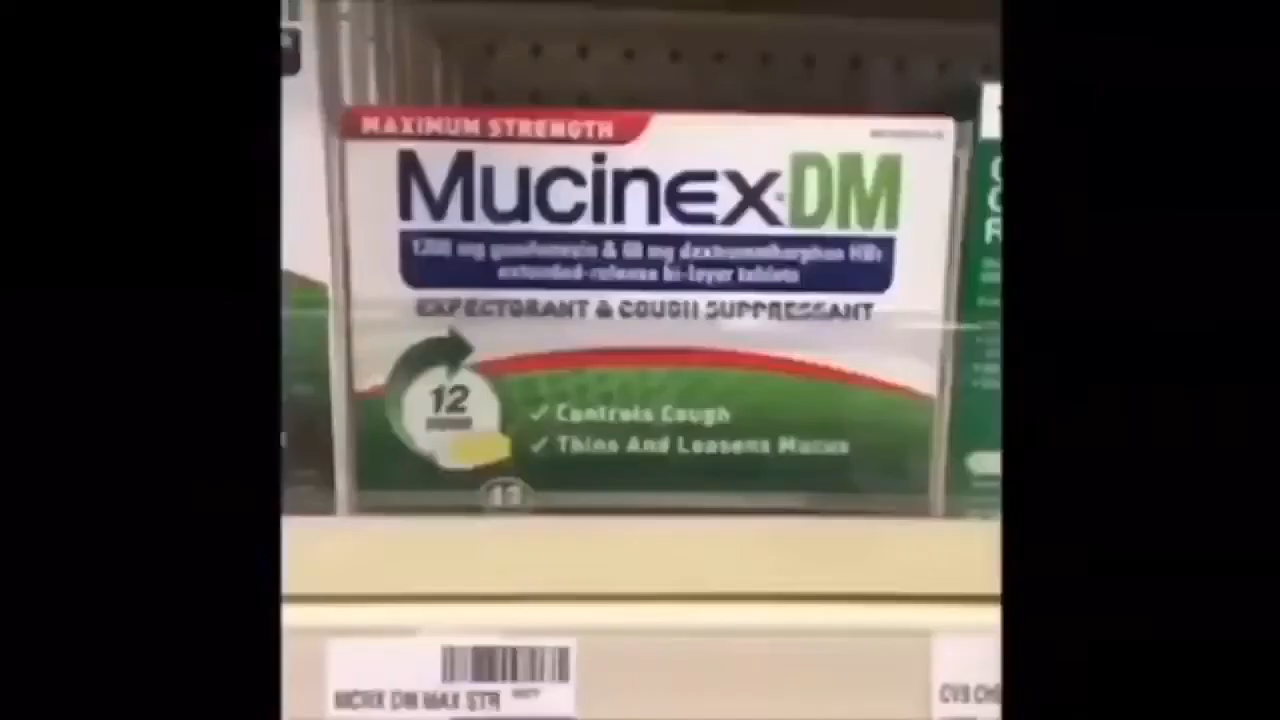 MAXIMUM STRENGTH
Mucinex DM
1200 mg guaifenesin & 60 mg dextromethorphan HBr
extended-release bi-layer tablets
EXPECTORANT & COUGH SUPPRESSANT
12
HOUR
✓ Controls Cough
✓ Thins And Loosens Mucus
MCNX DM MAX STR
CVS CH